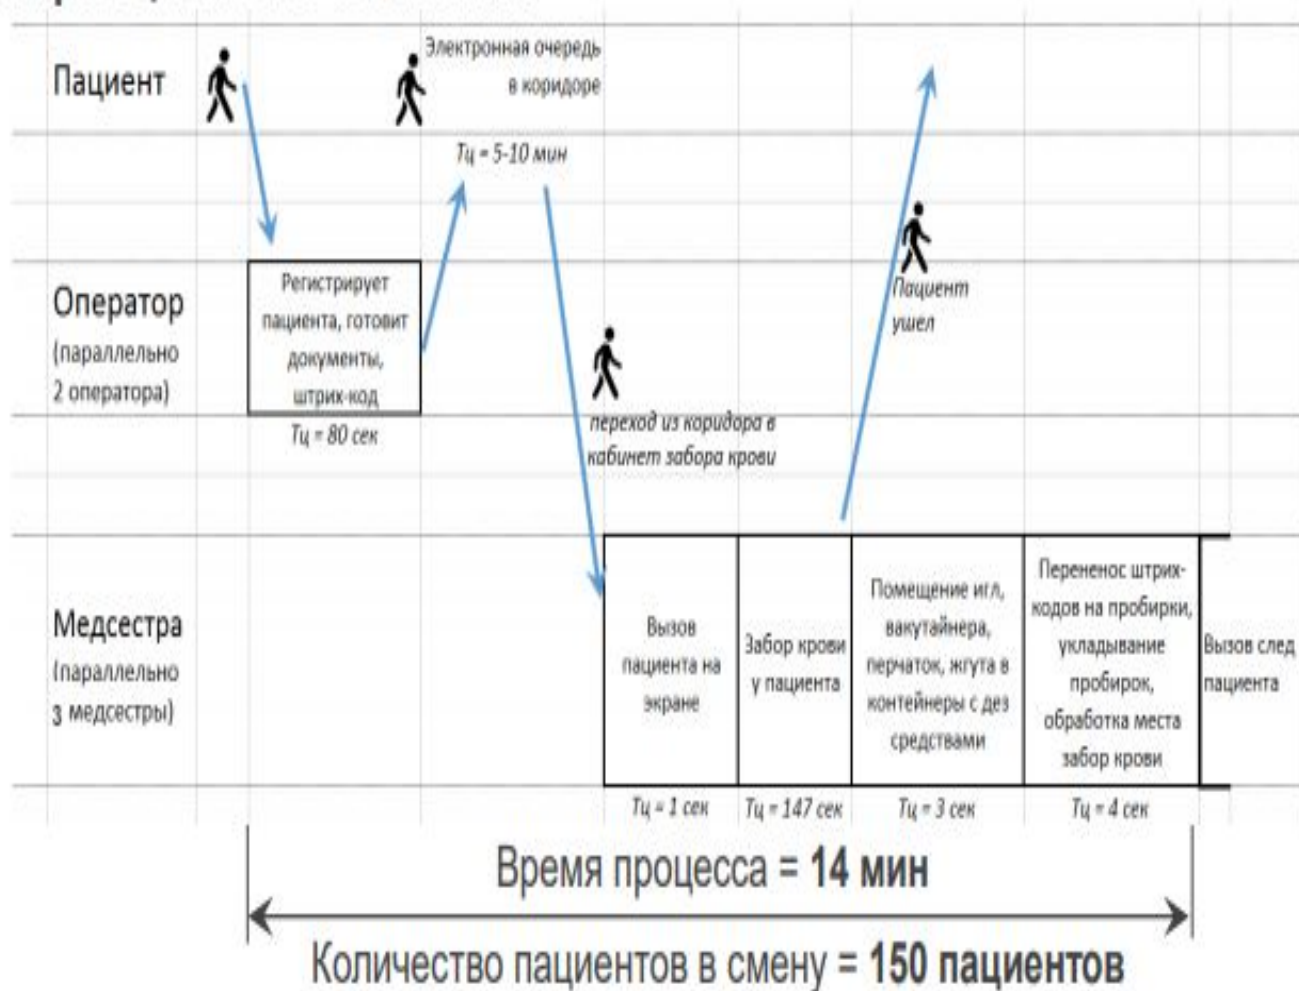 Пациент
Электронная очередь
в коридоре
Тц = 5-10 мин
Оператор
(параллельно
2 оператора)
Регистрирует
пациента, готовит
документы,
штрих-код
Тц = 80 сек
Пациент
ушел
переход из коридора в
кабинет забора крови
Медсестра
(параллельно
3 медсестры)
Вызов
пациента на
экране
Забор крови
у пациента
Помещение игл,
вакутайнера,
перчаток, жгута в
контейнеры с дез
средствами
Перененос штрих-
кодов на пробирки,
укладывание
пробирок,
обработка места
забор крови
Вызов след
пациента
Тц = 1 сек
Тц = 147 сек
Тц = 3 сек
Тц = 4 сек
Время процесса = 14 мин
Количество пациентов в смену = 150 пациентов